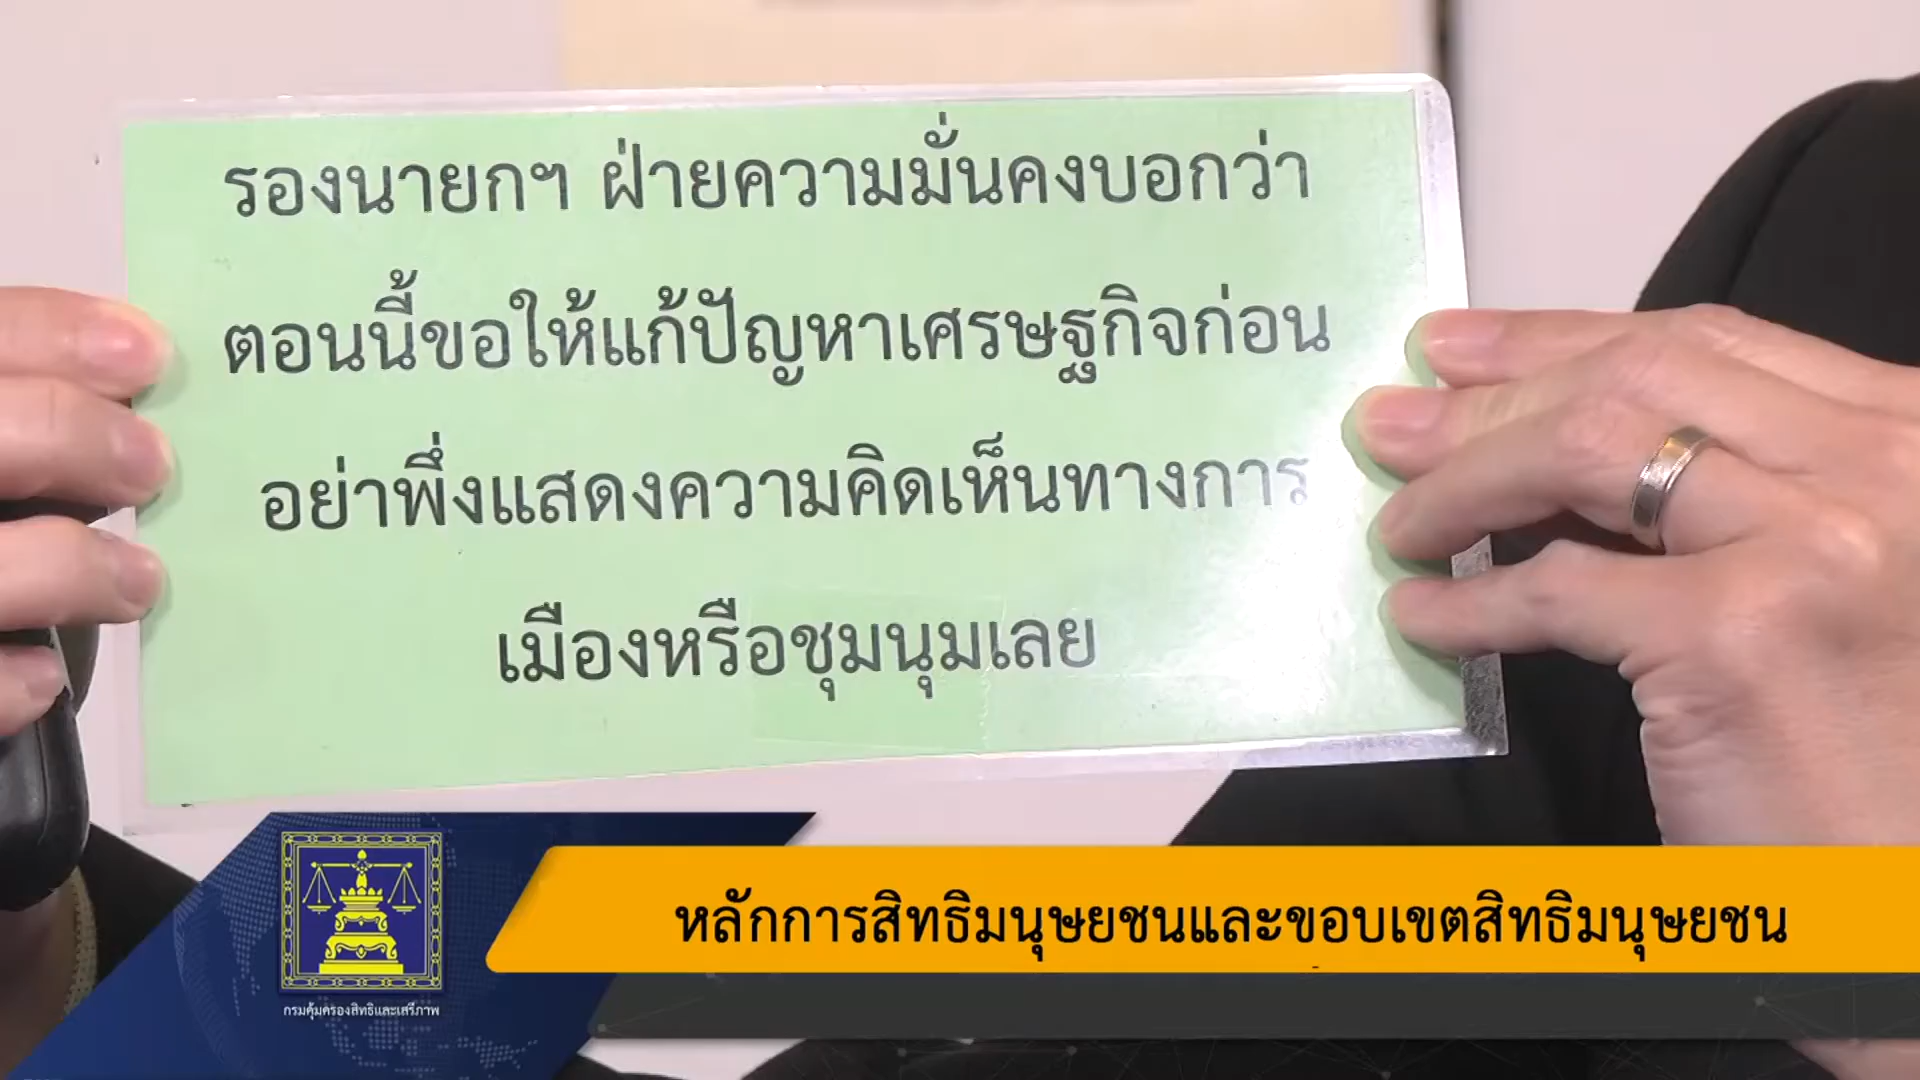 รองนายกฯ ฝ่ายความมั่นคงบอกว่า
ตอนนี้ขอให้แก้ปัญหาเศรษฐกิจก่อน
อย่าพึ่งแสดงความคิดเห็นทางการ
เมืองหรือชุมนุมเลย
หลักการสิทธิมนุษยชนและขอบเขตสิทธิมนุษยชน
กรมคุ้มครองสิทธิและเสรีภาพ